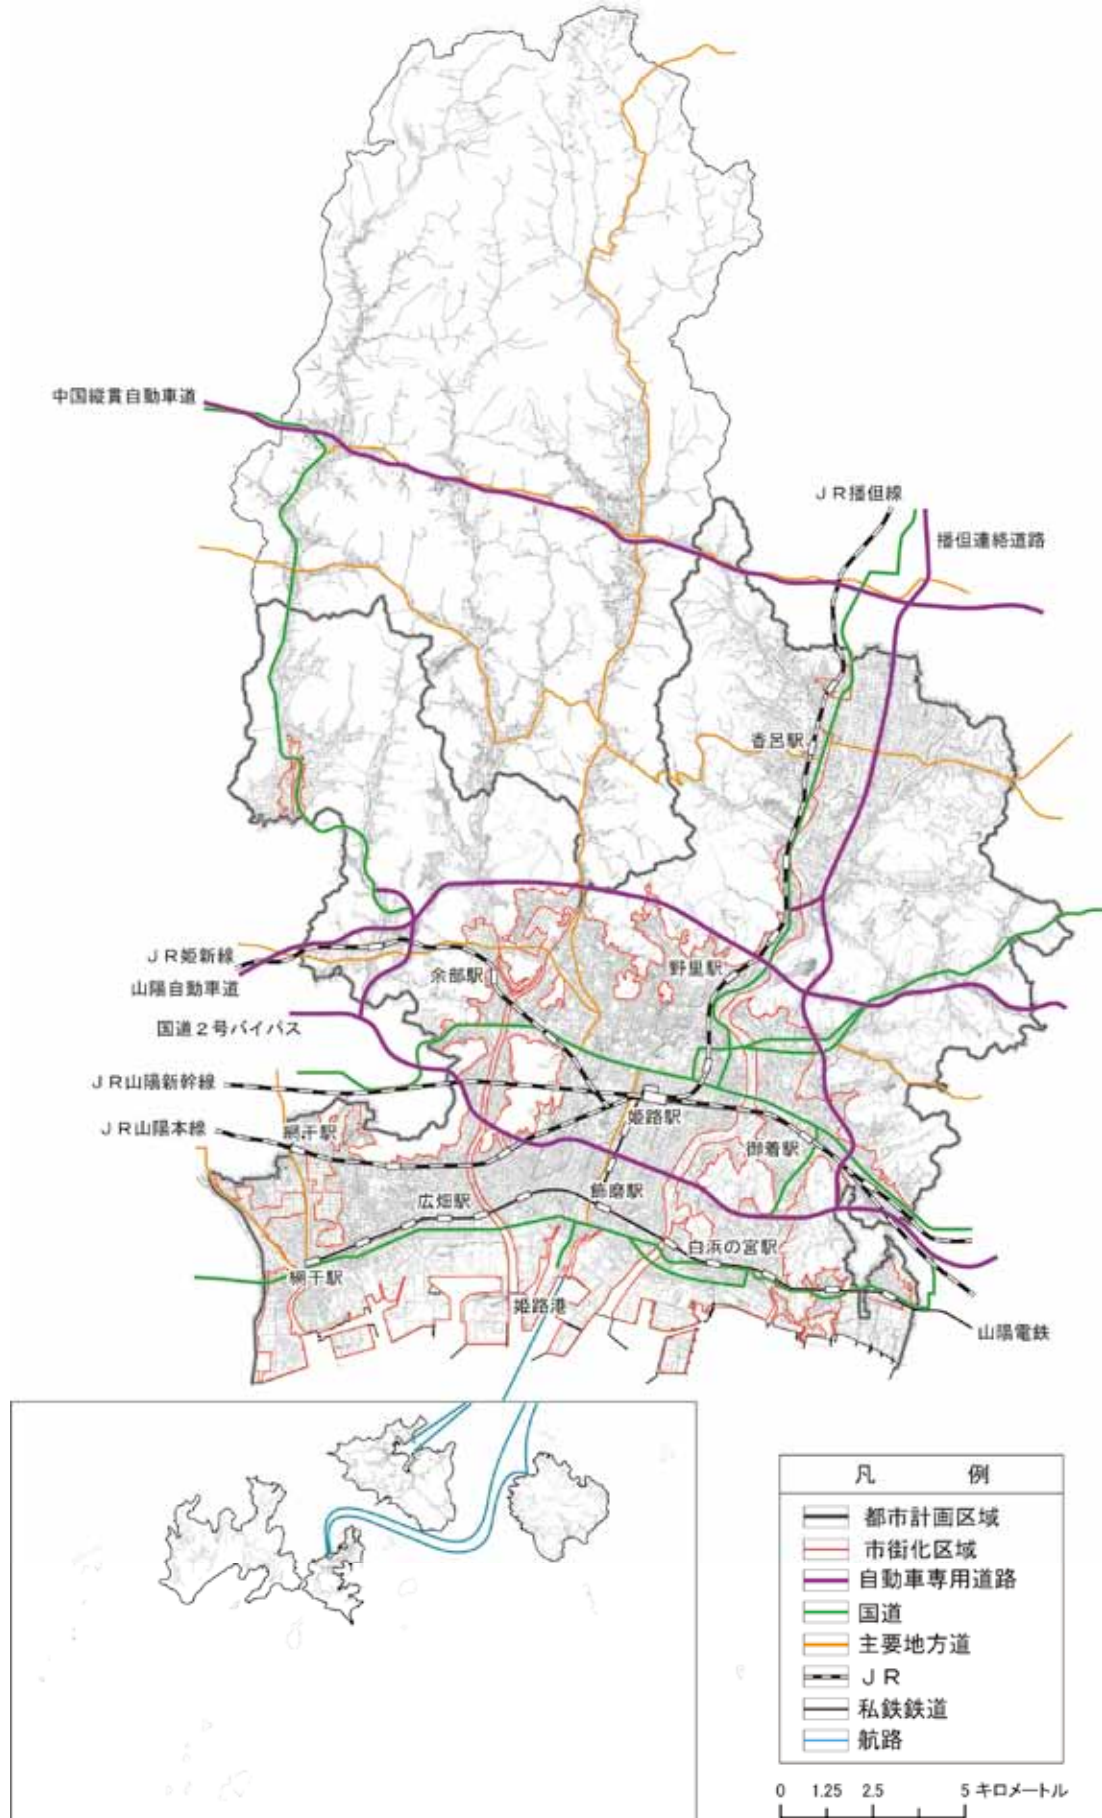 中国縦貫自動車道
JR播但線
播但連絡道路
香呂駅
JR姫新線
余部駅
野里駅
山陽自動車道
国道2号バイパス
JR山陽新幹線
姫路駅
JR山陽本線
網干駅
御着駅
広畑駅
飾磨駅
白浜の宮駅
網干駅
姫路港
山陽電鉄
凡 例
都市計画区域
市街化区域
自動車専用道路
国道
主要地方道
JR
私鉄鉄道
航路
0 1.25 2.5 5 キロメートル